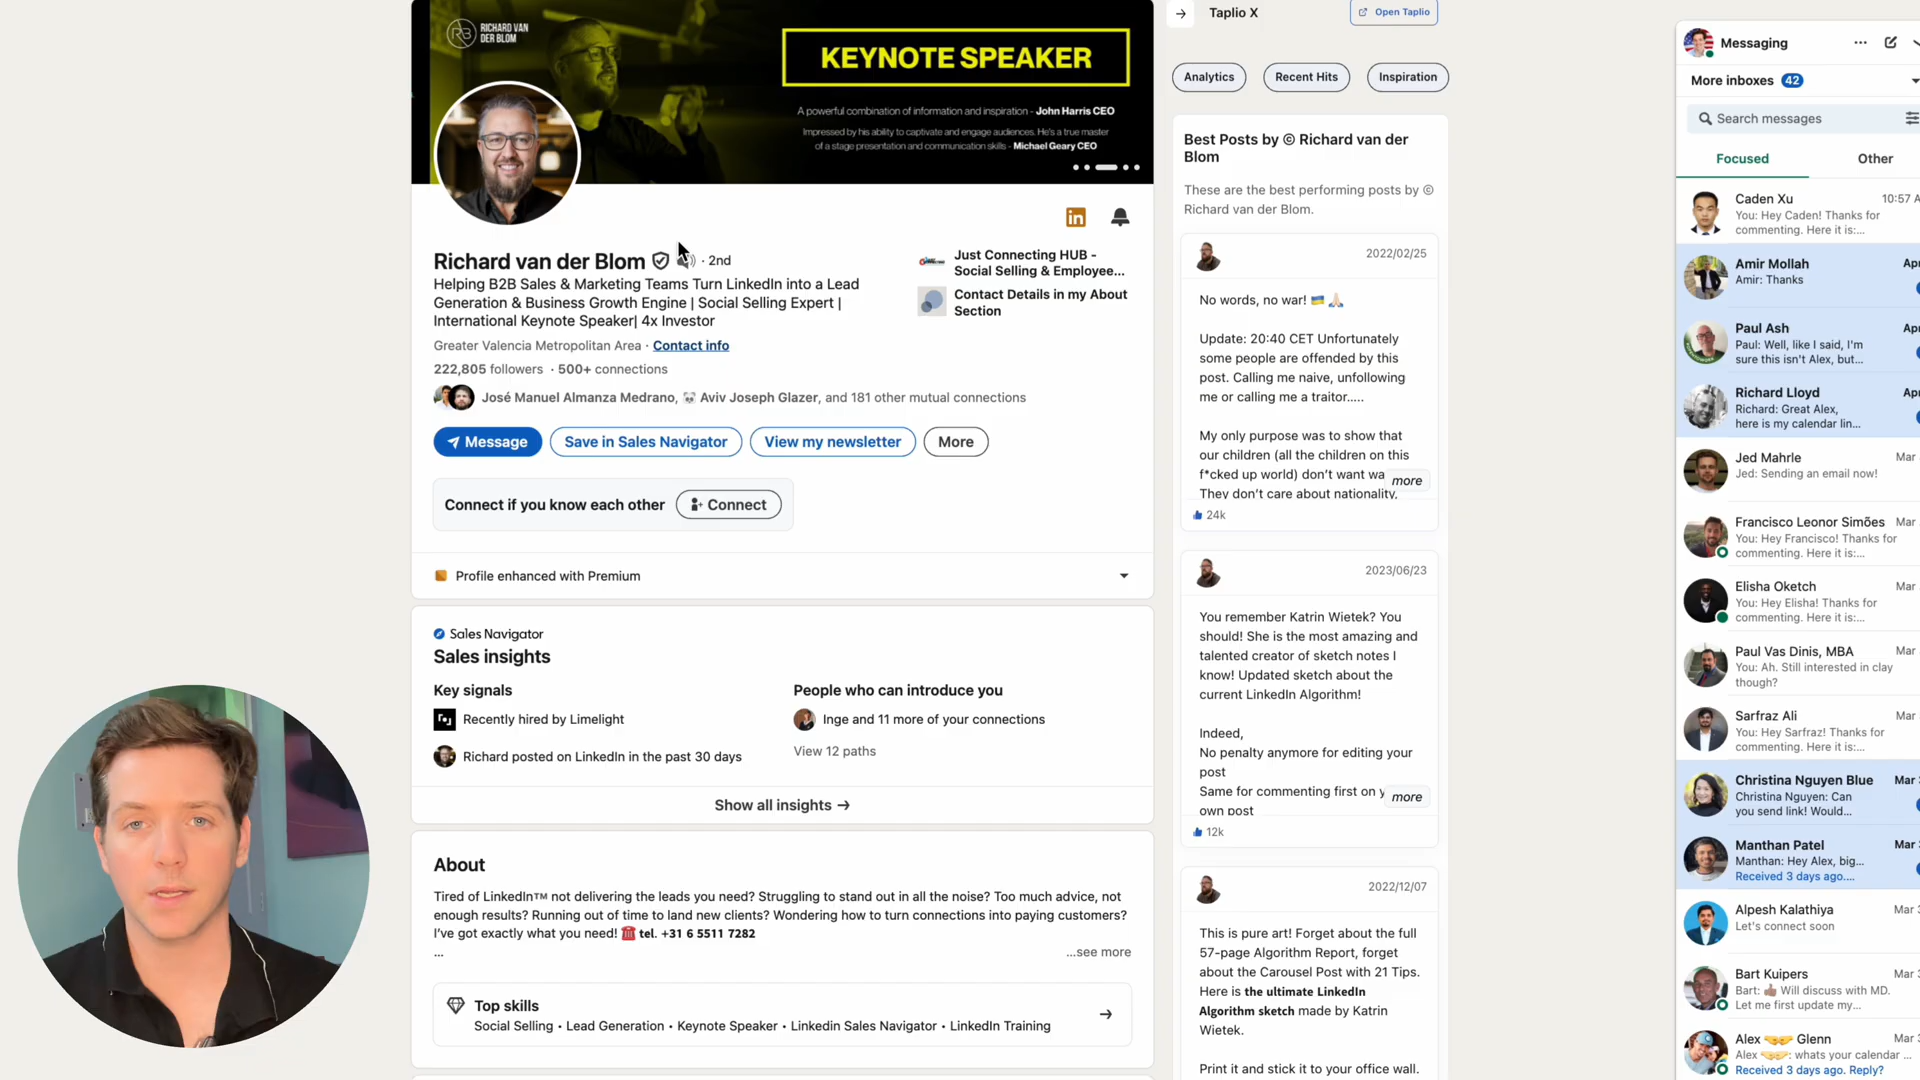 RICHARD VAN
DER BLOM
KEYNOTE SPEAKER
A powerful combination of information and inspiration - John Harris CEO
Impressed by his ability to captivate and engage audiences. He's a true master
of a stage presentation and communication skills - Michael Geary CEO
Richard van der Blom · 2nd
Helping B2B Sales & Marketing Teams Turn LinkedIn into a Lead
Generation & Business Growth Engine | Social Selling Expert |
International Keynote Speaker| 4x Investor
Greater Valencia Metropolitan Area · Contact info
222,805 followers · 500+ connections
José Manuel Almanza Medrano, 🐼 Aviv Joseph Glazer, and 181 other mutual connections
Just Connecting HUB -
Social Selling & Employee...
Contact Details in my About
Section
Message
Save in Sales Navigator
View my newsletter
More
Connect if you know each other
Connect
Profile enhanced with Premium
Sales Navigator
Sales insights
Key signals
Recently hired by Limelight
Richard posted on LinkedIn in the past 30 days
People who can introduce you
Inge and 11 more of your connections
View 12 paths
Show all insights →
About
Tired of LinkedIn™ not delivering the leads you need? Struggling to stand out in all the noise? Too much advice, not
enough results? Running out of time to land new clients? Wondering how to turn connections into paying customers?
I've got exactly what you need! ☎️ tel. +31 6 5511 7282
...
...see more
Top skills
Social Selling • Lead Generation • Keynote Speaker • Linkedin Sales Navigator • LinkedIn Training
Taplio X
Open Taplio
Analytics
Recent Hits
Inspiration
Best Posts by © Richard van der
Blom
These are the best performing posts by ©
Richard van der Blom.
2022/02/25
No words, no war! 🇺🇦 🙏🏻
Update: 20:40 CET Unfortunately
some people are offended by this
post. Calling me naive, unfollowing
me or calling me a traitor.....
My only purpose was to show that
our children (all the children on this
f*cked up world) don't want wa
more
They don't care about nationality,
24k
2023/06/23
You remember Katrin Wietek? You
should! She is the most amazing and
talented creator of sketch notes I
know! Updated sketch about the
current LinkedIn Algorithm!
Indeed,
No penalty anymore for editing your
post
Same for commenting first on y
more
own post
12k
2022/12/07
This is pure art! Forget about the full
57-page Algorithm Report, forget
about the Carousel Post with 21 Tips.
Here is the ultimate LinkedIn
Algorithm sketch made by Katrin
Wietek.
Print it and stick it to your office wall.
Messaging
More inboxes 42
Search messages
Focused
Other
Caden Xu 10:57 A
You: Hey Caden! Thanks for
commenting. Here it is:...
Amir Mollah Apr
Amir: Thanks
Paul Ash Apr
Paul: Well, like I said, I'm
sure this isn't Alex, but...
Richard Lloyd Apr
Richard: Great Alex,
here is my calendar lin...
Jed Mahrle Mar
Jed: Sending an email now!
Francisco Leonor Simões Mar
You: Hey Francisco! Thanks for
commenting. Here it is:...
Elisha Oketch Mar
You: Hey Elisha! Thanks for
commenting. Here it is:...
Paul Vas Dinis, MBA Mar
You: Ah. Still interested in clay
though?
Sarfraz Ali Mar
You: Hey Sarfraz! Thanks for
commenting. Here it is:...
Christina Nguyen Blue Mar
Christina Nguyen: Can
you send link! Would...
Manthan Patel Mar
Manthan: Hey Alex, big...
Received 3 days ago....
Alpesh Kalathiya Mar
Let's connect soon
Bart Kuipers Mar
Bart: 👍🏽 Will discuss with MD.
Let me first update my...
Alex 🤝 Glenn Mar
Alex 🤝: whats your calendar ...
Received 3 days ago. Reply?